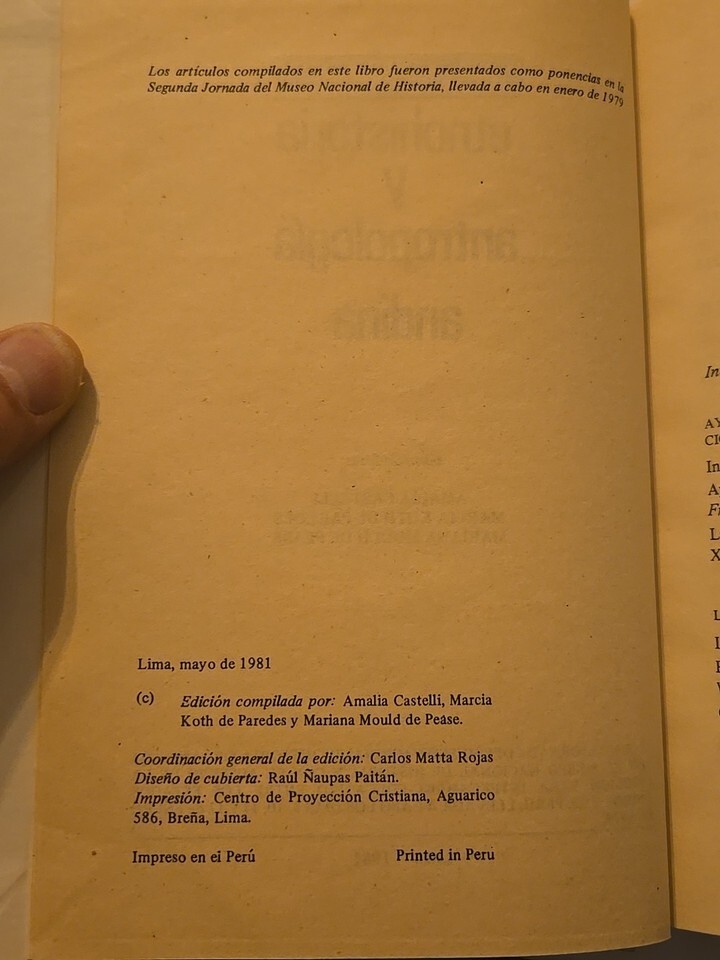 Los artículos compilados en este libro fueron presentados como ponencias en la
Segunda Jornada del Museo Nacional de Historia, llevada a cabo en enero de 1979
etnohistoria
y
antropología
andina
Lima, mayo de 1981
(c) Edición compilada por: Amalia Castelli, Marcia
Koth de Paredes y Mariana Mould de Pease.
Coordinación general de la edición: Carlos Matta Rojas
Diseño de cubierta: Raúl Ñaupas Paitán.
Impresión: Centro de Proyección Cristiana, Aguarico
586, Breña, Lima.
Impreso en el Perú Printed in Peru